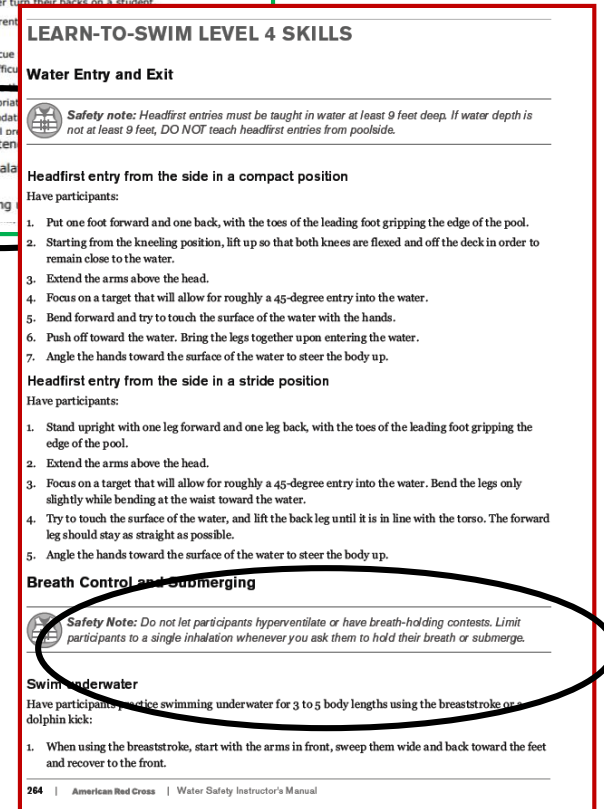 er turn their backs on a student.
LEARN-TO-SWIM LEVEL 4 SKILLS
Water Entry and Exit
Safety note: Headfirst entries must be taught in water at least 9 feet deep. If water depth is
not at least 9 feet, DO NOT teach headfirst entries from poolside.
Headfirst entry from the side in a compact position
Have participants:
1. Put one foot forward and one back, with the toes of the leading foot gripping the edge of the pool.
2. Starting from the kneeling position, lift up so that both knees are flexed and off the deck in order to
remain close to the water.
3. Extend the arms above the head.
4. Focus on a target that will allow for roughly a 45-degree entry into the water.
5. Bend forward and try to touch the surface of the water with the hands.
6. Push off toward the water. Bring the legs together upon entering the water.
7. Angle the hands toward the surface of the water to steer the body up.
Headfirst entry from the side in a stride position
Have participants:
1. Stand upright with one leg forward and one leg back, with the toes of the leading foot gripping the
edge of the pool.
2. Extend the arms above the head.
3. Focus on a target that will allow for roughly a 45-degree entry into the water. Bend the legs only
slightly while bending at the waist toward the water.
4. Try to touch the surface of the water, and lift the back leg until it is in line with the torso. The forward
leg should stay as straight as possible.
5. Angle the hands toward the surface of the water to steer the body up.
Breath Control and Submerging
Safety Note: Do not let participants hyperventilate or have breath-holding contests. Limit
participants to a single inhalation whenever you ask them to hold their breath or submerge.
Swim underwater
Have participants practice swimming underwater for 3 to 5 body lengths using the breaststroke or a
dolphin kick:
1. When using the breaststroke, start with the arms in front, sweep them wide and back toward the feet
and recover to the front.
264 | American Red Cross | Water Safety Instructor's Manual